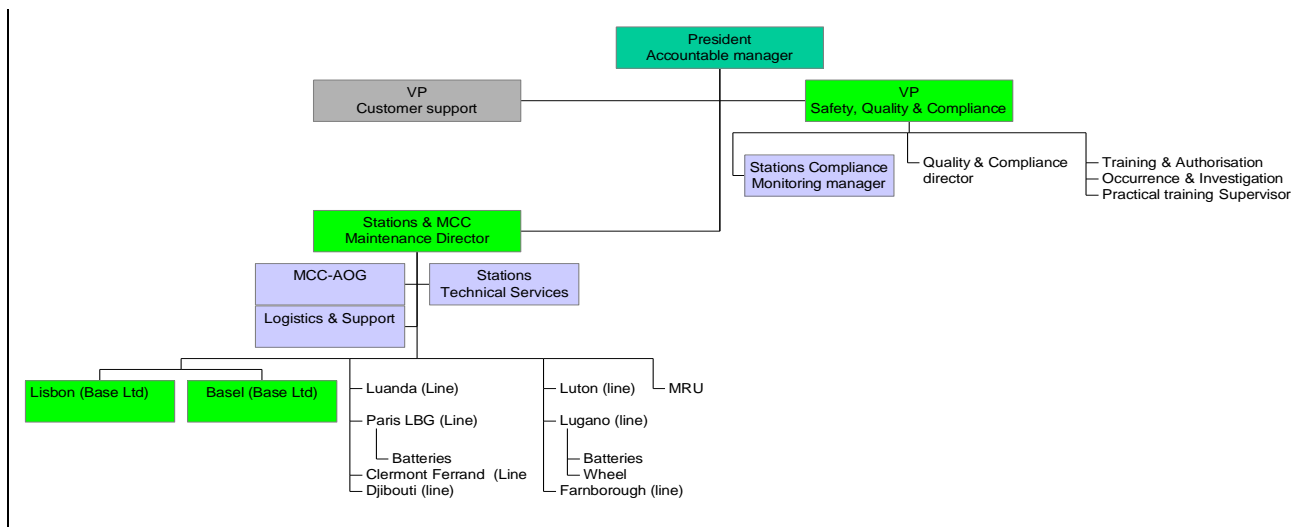 President
Accountable manager
VP
Customer support
VP
Safety, Quality & Compliance
Stations Compliance
Monitoring manager
Quality & Compliance
director
Training & Authorisation
Occurrence & Investigation
Practical training Supervisor
Stations & MCC
Maintenance Director
MCC-AOG
Stations
Technical Services
Logistics & Support
Lisbon (Base Ltd)
Basel (Base Ltd)
Luanda (Line)
Paris LBG (Line)
Batteries
Clermont Ferrand  (Line
Djibouti (line)
Luton (line)
Lugano (line)
Batteries
Wheel
Farnborough (line)
MRU